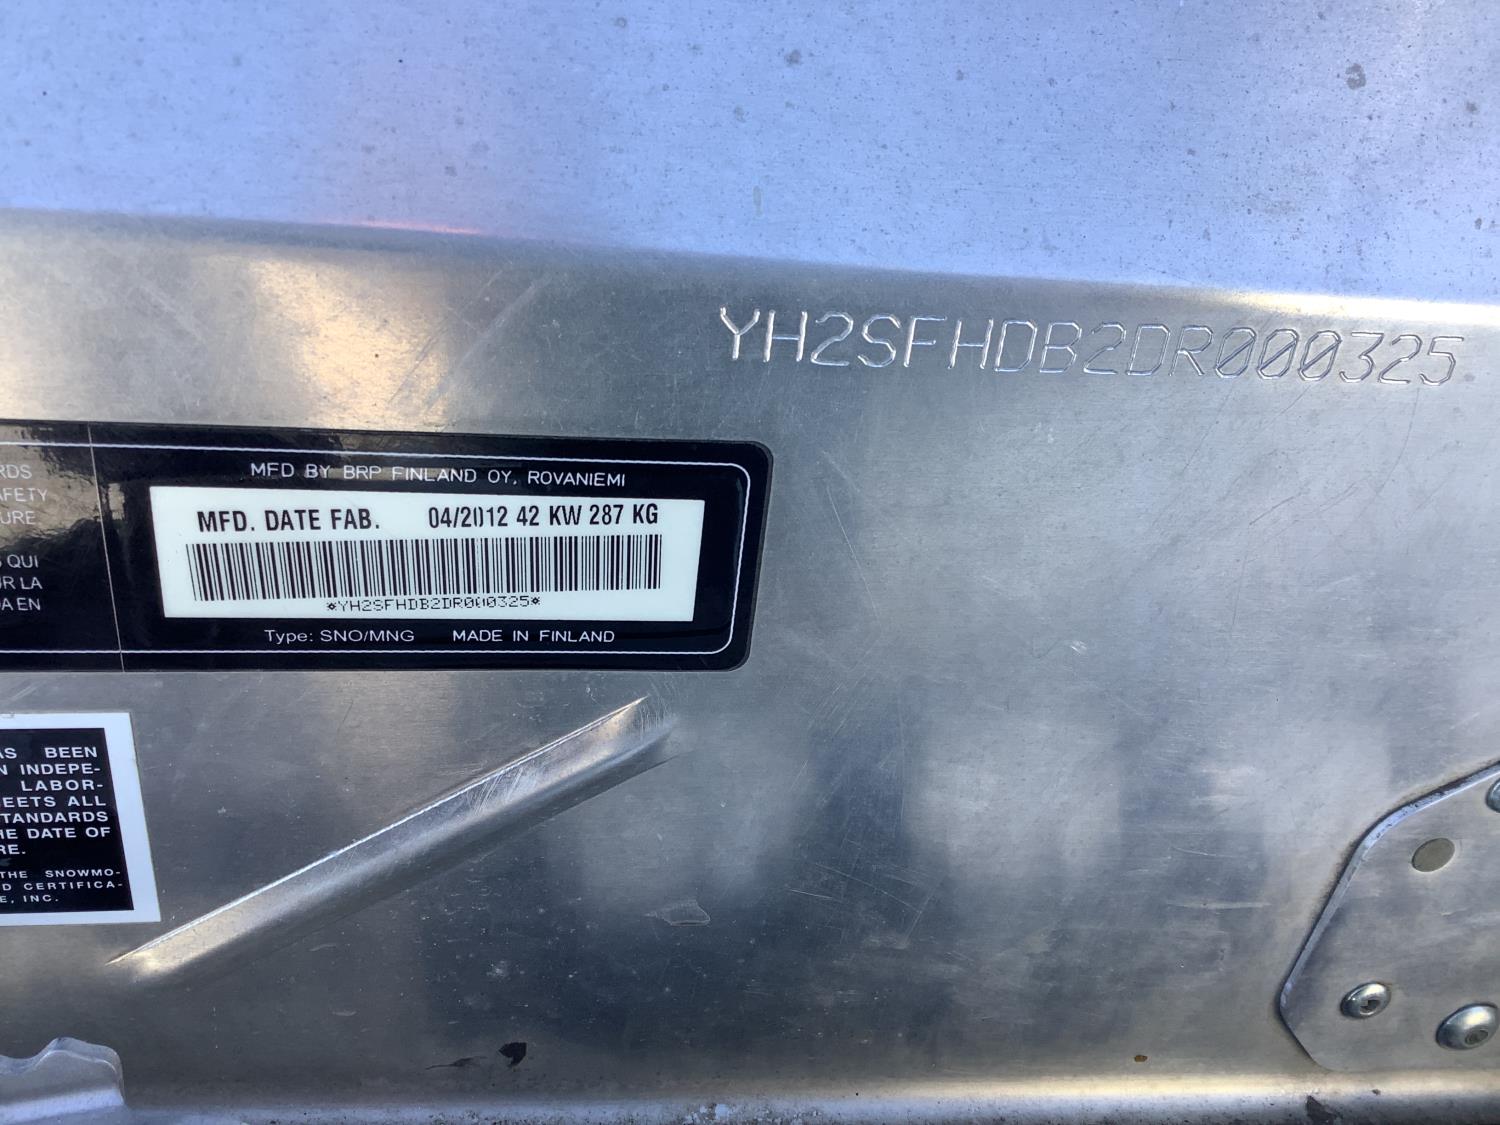 YH2SFHDB2DR000325
RDS
AFETY
URE
S QUI
UR LA
DA EN
MFD BY BRP FINLAND OY, ROVANIEMI
MFD. DATE FAB. 04/2012 42 KW 287 KG
*YH2SFHDB2DR000325*
Type: SNO/MNG MADE IN FINLAND
AS BEEN
N INDEPE-
LABOR-
EETS ALL
STANDARDS
HE DATE OF
RE.
THE SNOWMO-
D CERTIFICA-
E, INC.